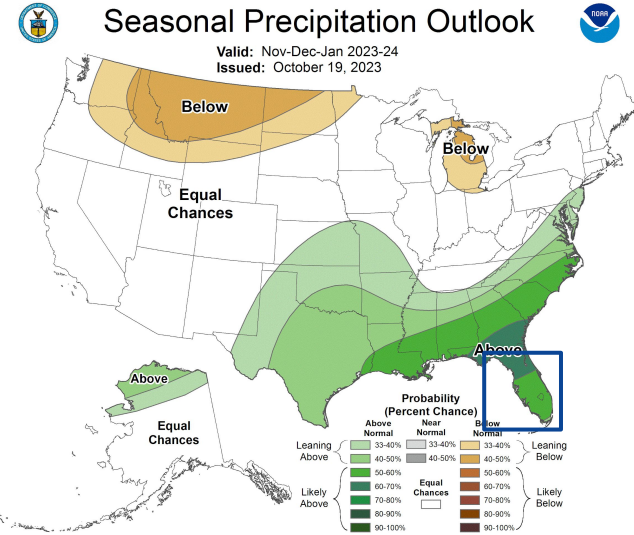 Seasonal Precipitation Outlook
NOAA
Valid: Nov-Dec-Jan 2023-24
Issued: October 19, 2023
Below
Below
Equal
Chances
Above
Above
Equal
Chances
Probability
(Percent Chance)
Above
Normal
Near
Normal
Below
Normal
Leaning
Above
33-40%
40-50%
33-40%
40-50%
33-40%
40-50%
Leaning
Below
Likely
Above
50-60%
60-70%
70-80%
80-90%
90-100%
Equal
Chances
50-60%
60-70%
70-80%
80-90%
90-100%
Likely
Below